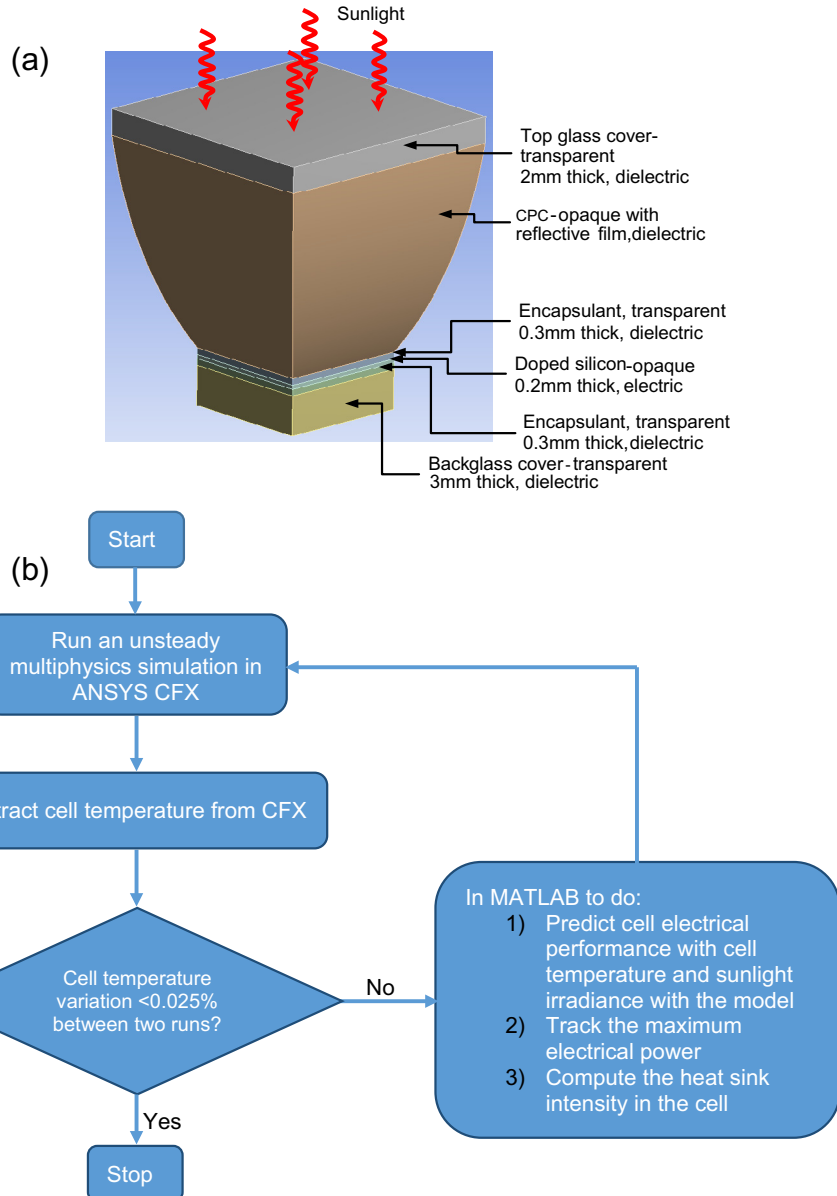 Sunlight
(a)
Top glass cover-
transparent
2mm thick, dielectric
CPC-opaque with
reflective film,dielectric
Encapsulant, transparent
0.3mm thick, dielectric
Doped silicon-opaque
0.2mm thick, electric
Encapsulant, transparent
0.3mm thick,dielectric
Backglass cover-transparent
3mm thick, dielectric
(b)
Start
Run an unsteady
multiphysics simulation in
ANSYS CFX
tract cell temperature from CFX
Cell temperature
variation <0.025%
between two runs?
No
Yes
Stop
In MATLAB to do:
1) Predict cell electrical
performance with cell
temperature and sunlight
irradiance with the model
2) Track the maximum
electrical power
3) Compute the heat sink
intensity in the cell